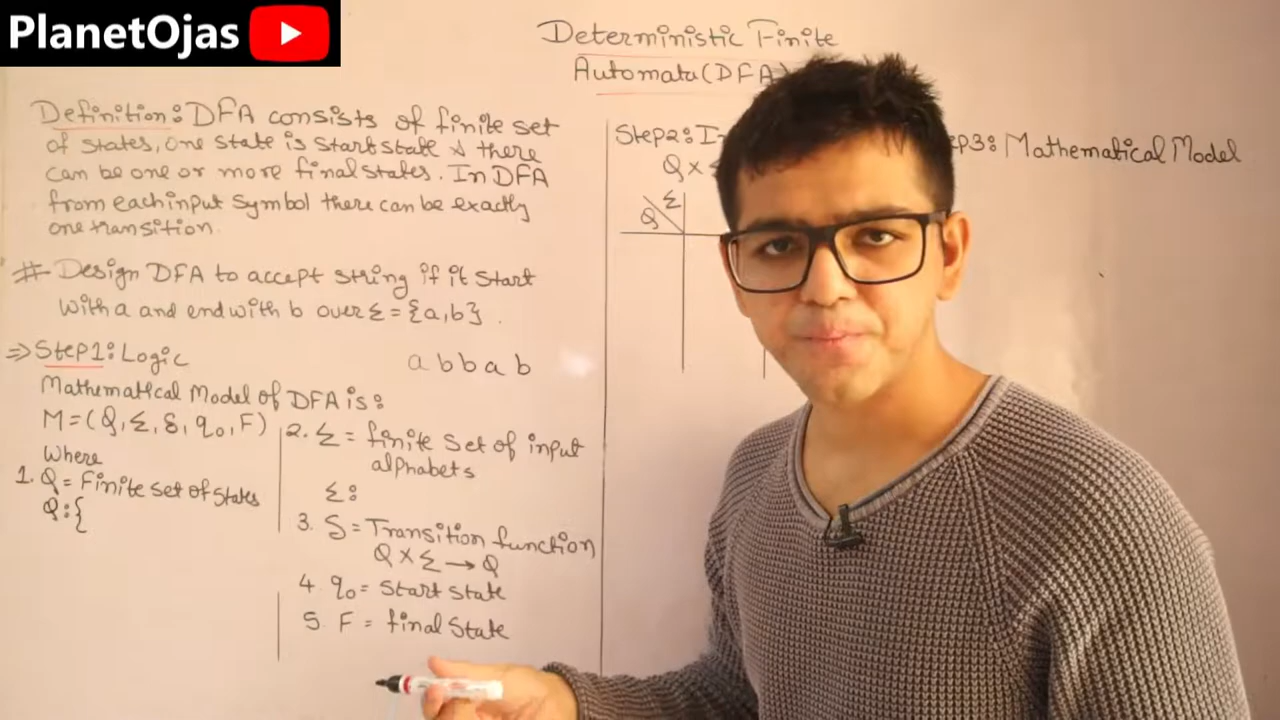 PlanetOjas
Deterministic Finite
Automata (DFA)
Definition: DFA consists of finite set
of states, one state is start state & there
can be one or more final states. In DFA
from each input symbol there can be exactly
one transition.
# Design DFA to accept string if it start
with a and end with b over Σ = {a,b}.
⇒ Step1: Logic
a b b a b
Mathematical Model of DFA is:
M = (Q, Σ, δ, q0, F)
where
1. Q = Finite set of states
Q:{
2. Σ = finite set of input
alphabets
Σ:
3. δ = Transition function
Q × Σ → Q
4. q0 = Start state
5. F = final State
Step2: I
Q ×
Σ
Q
ep3: Mathematical Model